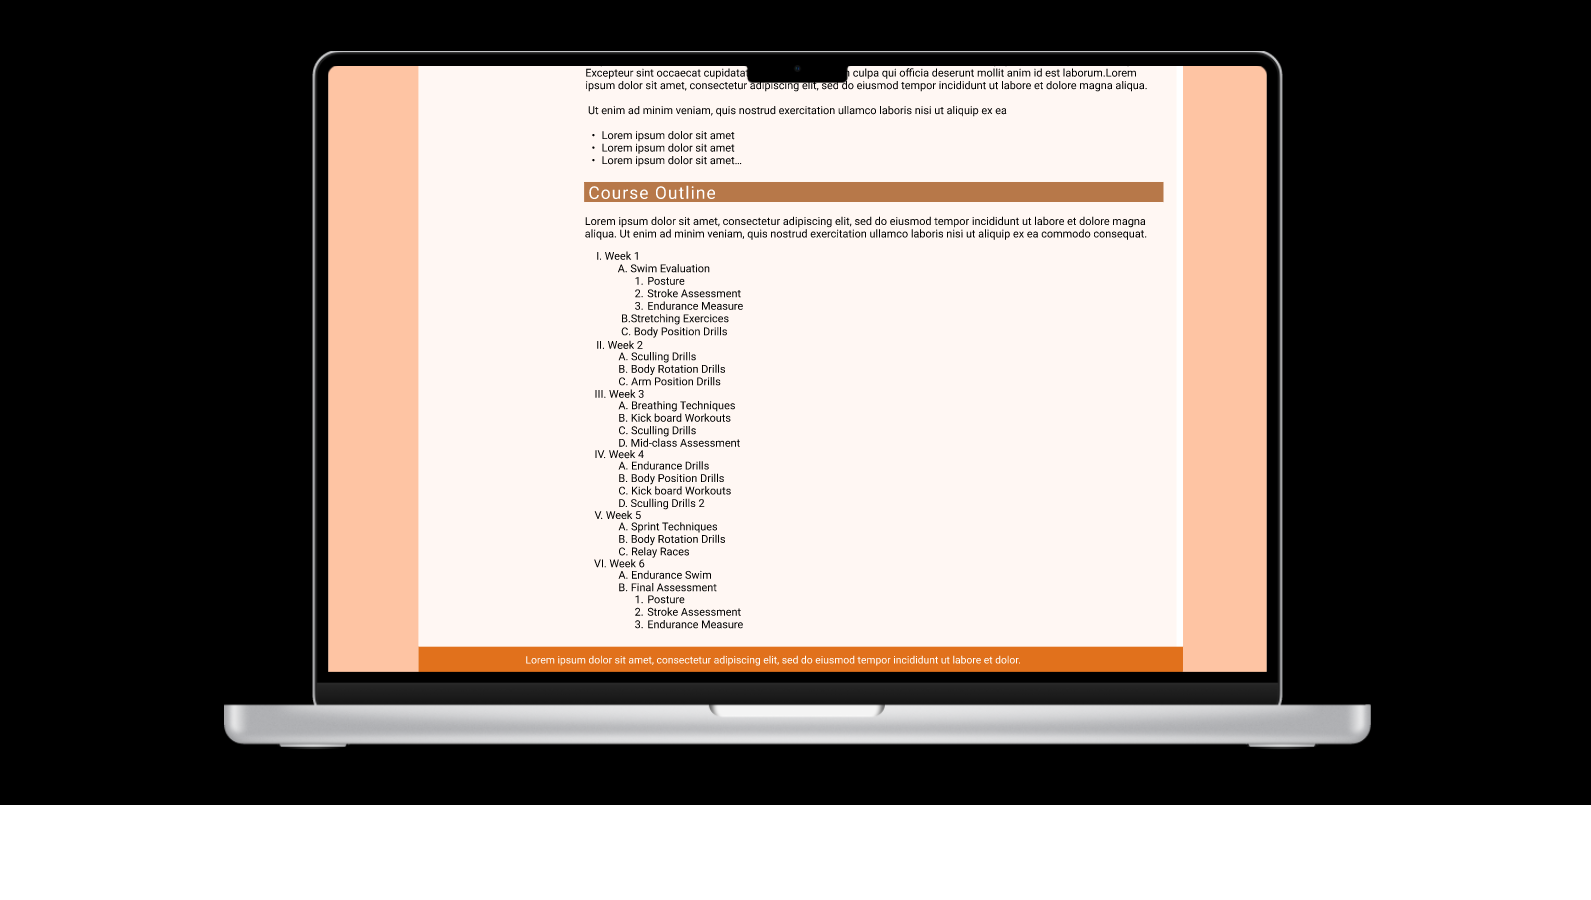 Excepteur sint occaecat cupidatat culpa qui officia deserunt mollit anim id est laborum.Lorem
ipsum dolor sit amet, consectetur adipiscing elit, sed do eiusmod tempor incididunt ut labore et dolore magna aliqua.
Ut enim ad minim veniam, quis nostrud exercitation ullamco laboris nisi ut aliquip ex ea
• Lorem ipsum dolor sit amet
• Lorem ipsum dolor sit amet
• Lorem ipsum dolor sit amet...
Course Outline
Lorem ipsum dolor sit amet, consectetur adipiscing elit, sed do eiusmod tempor incididunt ut labore et dolore magna
aliqua. Ut enim ad minim veniam, quis nostrud exercitation ullamco laboris nisi ut aliquip ex ea commodo consequat.
I. Week 1
A. Swim Evaluation
1. Posture
2. Stroke Assessment
3. Endurance Measure
B.Stretching Exercices
C. Body Position Drills
II. Week 2
A. Sculling Drills
B. Body Rotation Drills
C. Arm Position Drills
III. Week 3
A. Breathing Techniques
B. Kick board Workouts
C. Sculling Drills
D. Mid-class Assessment
IV. Week 4
A. Endurance Drills
B. Body Position Drills
C. Kick board Workouts
D. Sculling Drills 2
V. Week 5
A. Sprint Techniques
B. Body Rotation Drills
C. Relay Races
VI. Week 6
A. Endurance Swim
B. Final Assessment
1. Posture
2. Stroke Assessment
3. Endurance Measure
Lorem ipsum dolor sit amet, consectetur adipiscing elit, sed do eiusmod tempor incididunt ut labore et dolor.